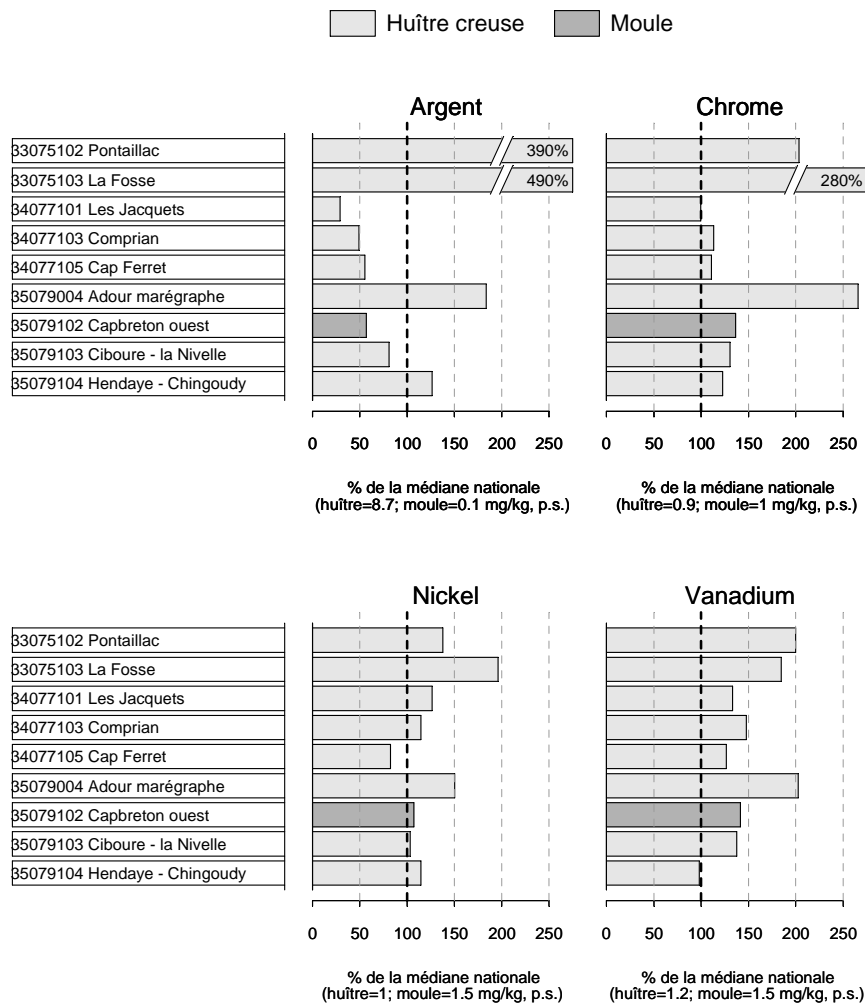 Huître creuse Moule
Argent Chrome
33075102 Pontaillac 390%
33075103 La Fosse 490% 280%
34077101 Les Jacquets
34077103 Comprian
34077105 Cap Ferret
35079004 Adour marégraphe
35079102 Capbreton ouest
35079103 Ciboure - la Nivelle
35079104 Hendaye - Chingoudy
0 50 100 150 200 250 0 50 100 150 200 250
% de la médiane nationale % de la médiane nationale
(huître=8.7; moule=0.1 mg/kg, p.s.) (huître=0.9; moule=1 mg/kg, p.s.)
Nickel Vanadium
33075102 Pontaillac
33075103 La Fosse
34077101 Les Jacquets
34077103 Comprian
34077105 Cap Ferret
35079004 Adour marégraphe
35079102 Capbreton ouest
35079103 Ciboure - la Nivelle
35079104 Hendaye - Chingoudy
0 50 100 150 200 250 0 50 100 150 200 250
% de la médiane nationale % de la médiane nationale
(huître=1; moule=1.5 mg/kg, p.s.) (huître=1.2; moule=1.5 mg/kg, p.s.)